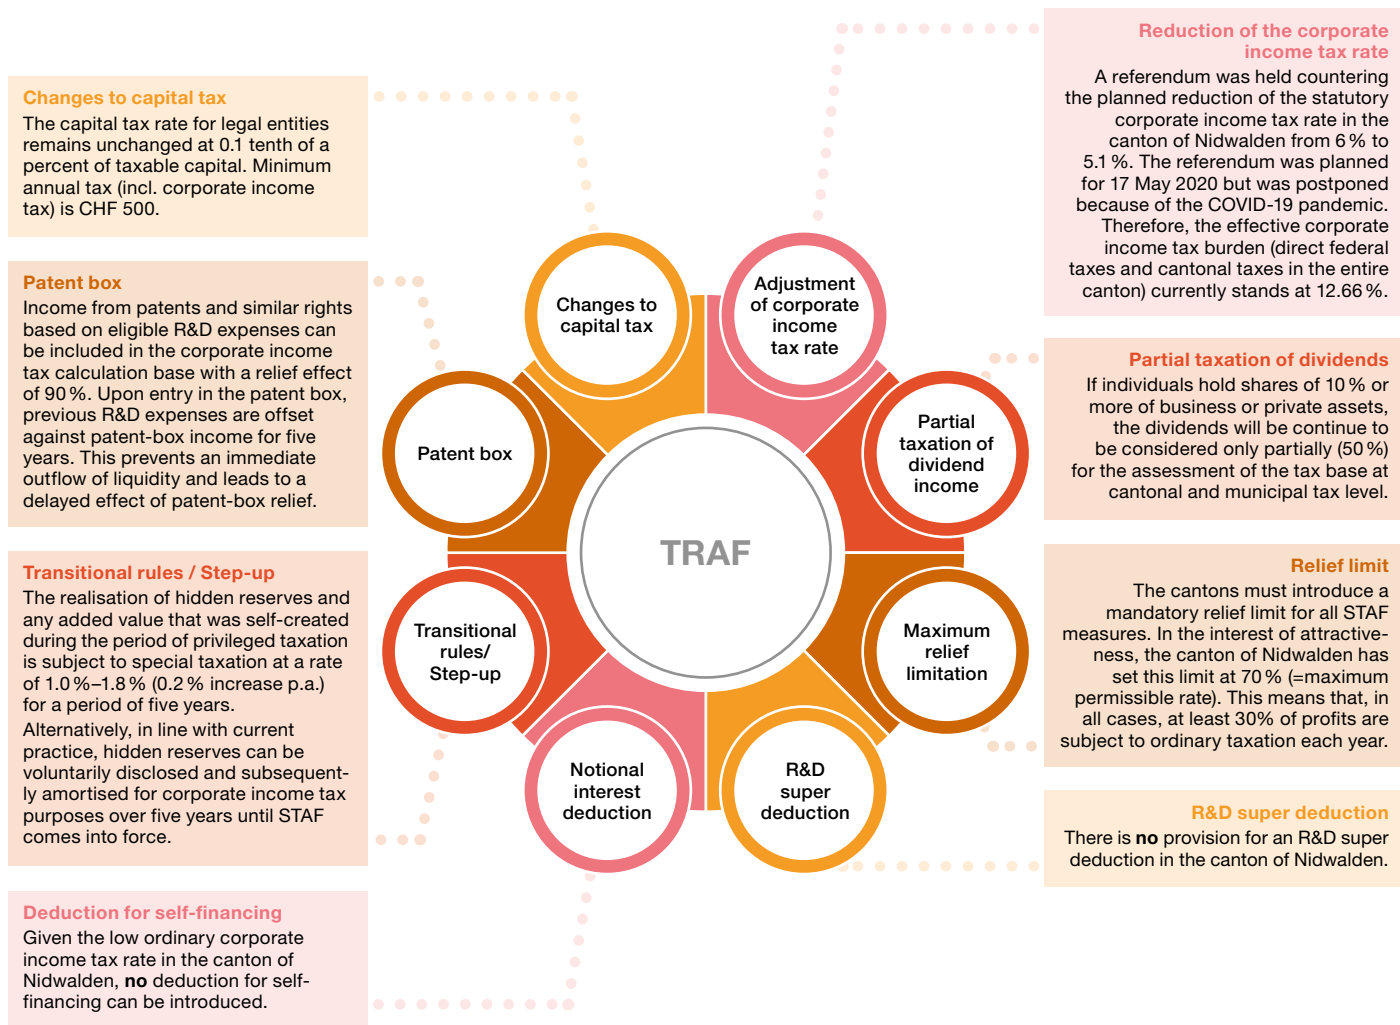 Changes to capital tax
The capital tax rate for legal entities
remains unchanged at 0.1 tenth of a
percent of taxable capital. Minimum
annual tax (incl. corporate income
tax) is CHF 500.
Patent box
Income from patents and similar rights
based on eligible R&D expenses can
be included in the corporate income
tax calculation base with a relief effect
of 90 %. Upon entry in the patent box,
previous R&D expenses are offset
against patent-box income for five
years. This prevents an immediate
outflow of liquidity and leads to a
delayed effect of patent-box relief.
Transitional rules / Step-up
The realisation of hidden reserves and
any added value that was self-created
during the period of privileged taxation
is subject to special taxation at a rate
of 1.0 %–1.8 % (0.2 % increase p.a.)
for a period of five years.
Alternatively, in line with current
practice, hidden reserves can be
voluntarily disclosed and subsequent-
ly amortised for corporate income tax
purposes over five years until STAF
comes into force.
Deduction for self-financing
Given the low ordinary corporate
income tax rate in the canton of
Nidwalden, no deduction for self-
financing can be introduced.
Changes to
capital tax
Adjustment
of corporate
income
tax rate
Patent box
Partial
taxation of
dividend
income
TRAF
Transitional
rules/
Step-up
Maximum
relief
limitation
Notional
interest
deduction
R&D
super
deduction
Reduction of the corporate
income tax rate
A referendum was held countering
the planned reduction of the statutory
corporate income tax rate in the
canton of Nidwalden from 6 % to
5.1 %. The referendum was planned
for 17 May 2020 but was postponed
because of the COVID-19 pandemic.
Therefore, the effective corporate
income tax burden (direct federal
taxes and cantonal taxes in the entire
canton) currently stands at 12.66 %.
Partial taxation of dividends
If individuals hold shares of 10 % or
more of business or private assets,
the dividends will be continue to
be considered only partially (50 %)
for the assessment of the tax base at
cantonal and municipal tax level.
Relief limit
The cantons must introduce a
mandatory relief limit for all STAF
measures. In the interest of attractive-
ness, the canton of Nidwalden has
set this limit at 70 % (=maximum
permissible rate). This means that, in
all cases, at least 30% of profits are
subject to ordinary taxation each year.
R&D super deduction
There is no provision for an R&D super
deduction in the canton of Nidwalden.